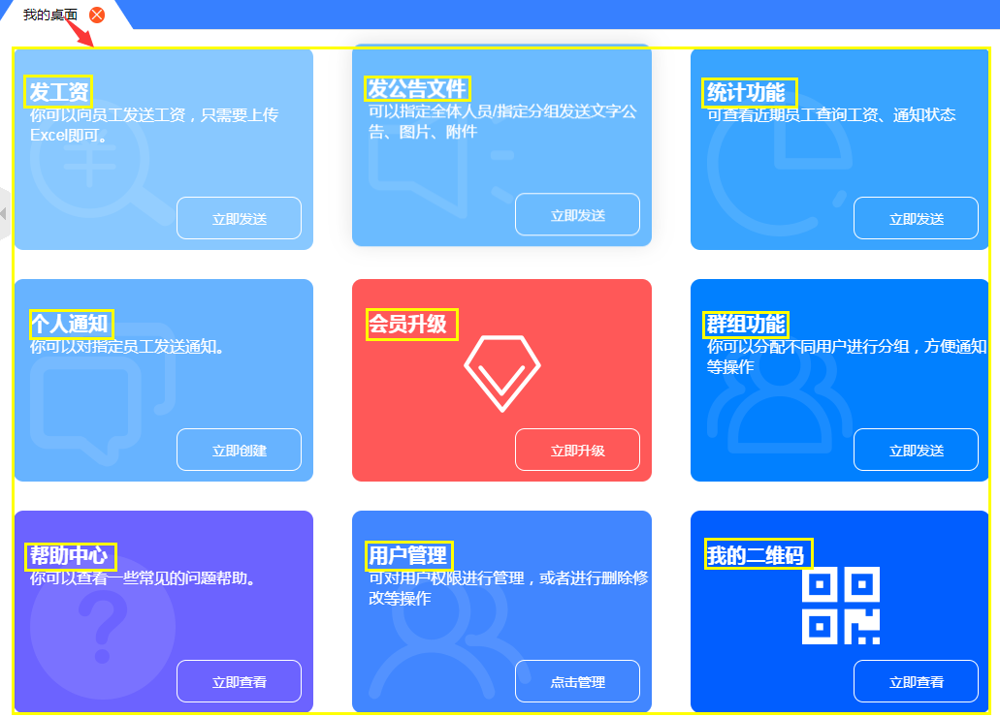 我的桌面
发工资
你可以向员工发送工资，只需要上传
Excel即可。
立即发送
发公告文件
可以指定全体人员/指定分组发送文字公
告、图片、附件
立即发送
统计功能
可查看近期员工查询工资、通知状态
立即发送
个人通知
你可以对指定员工发送通知。
立即创建
会员升级
立即升级
群组功能
你可以分配不同用户进行分组，方便通知
等操作
立即发送
帮助中心
你可以查看一些常见的问题帮助。
立即查看
用户管理
可对用户权限进行管理，或者进行删除修
改等操作
点击管理
我的二维码
立即查看